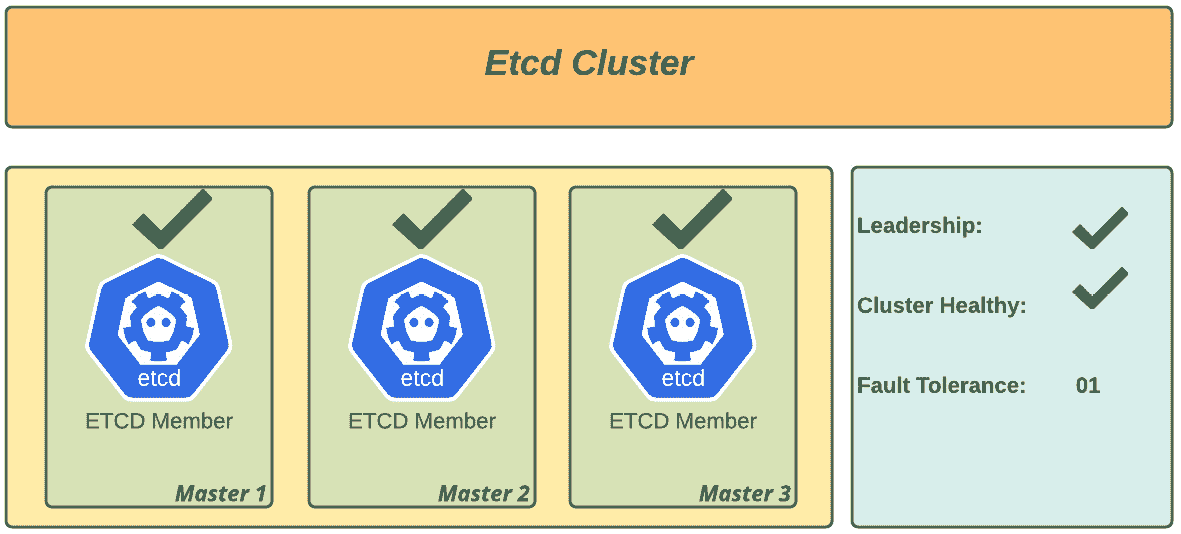 Etcd Cluster
etcd
ETCD Member
Master 1
etcd
ETCD Member
Master 2
etcd
ETCD Member
Master 3
Leadership:
Cluster Healthy:
Fault Tolerance: 01